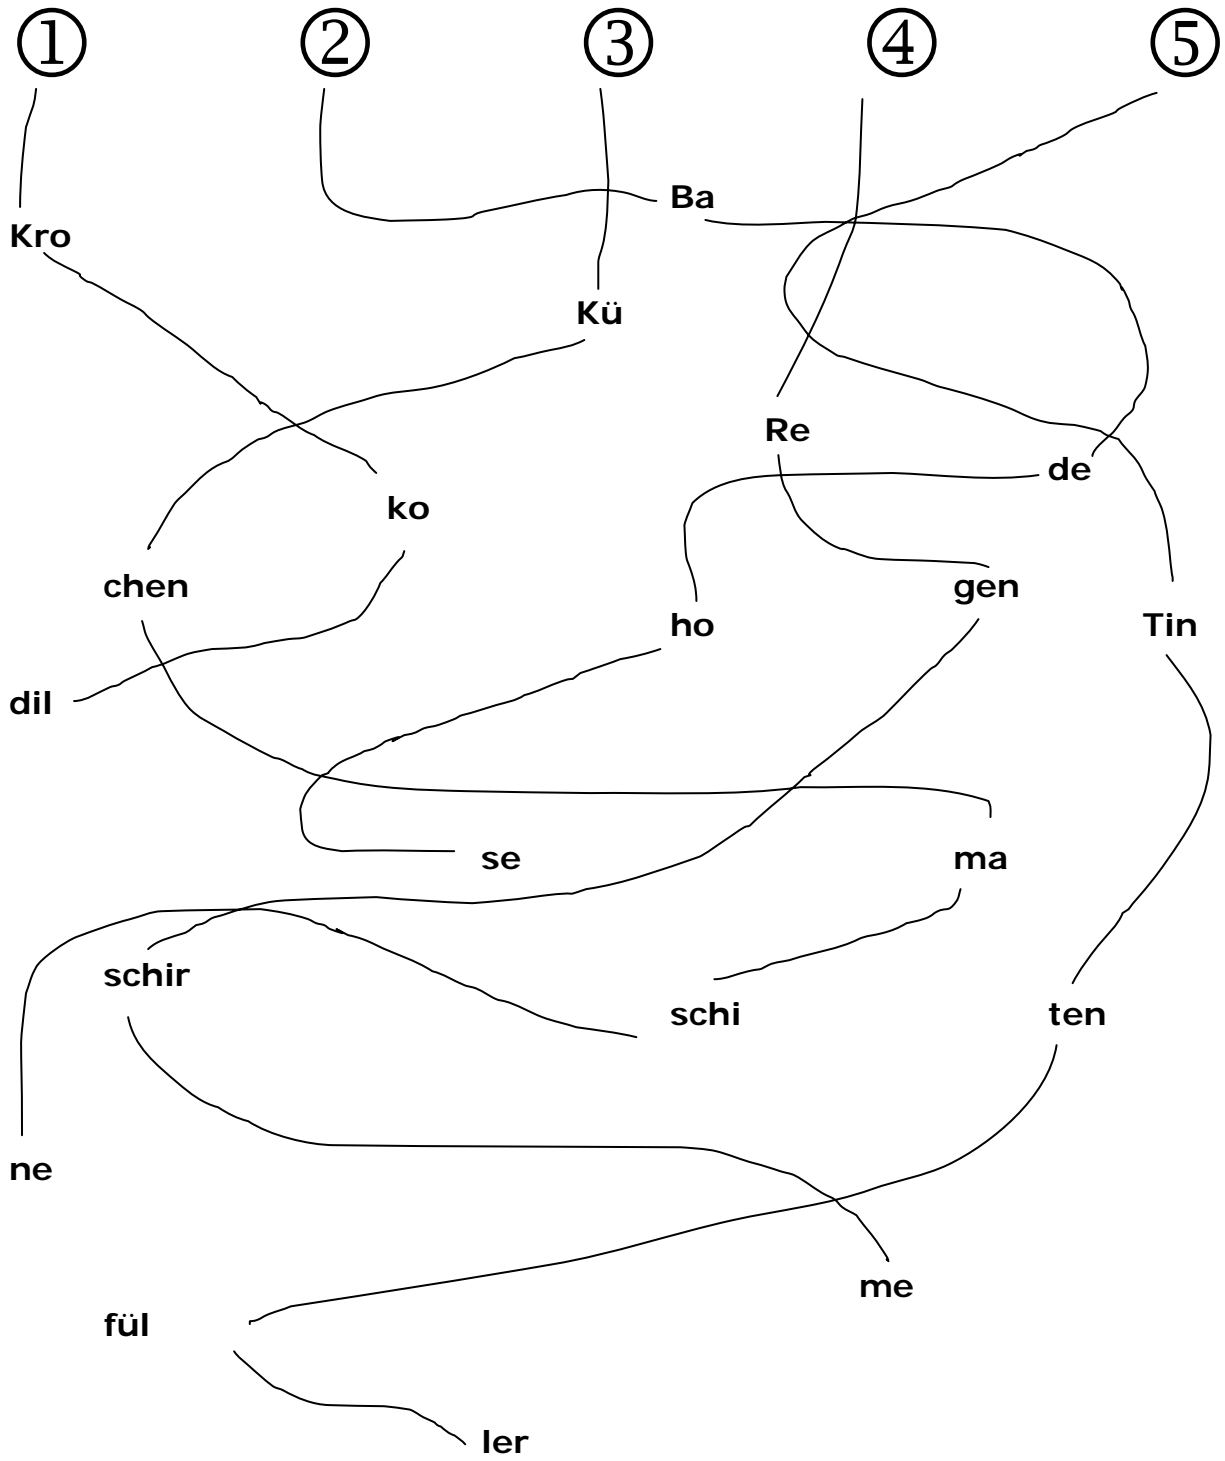 1 2 3 4 5
Ba
Kro
Kü
Re
de
ko
chen gen
ho Tin
dil
se ma
schir
schi ten
ne
me
fül
ler